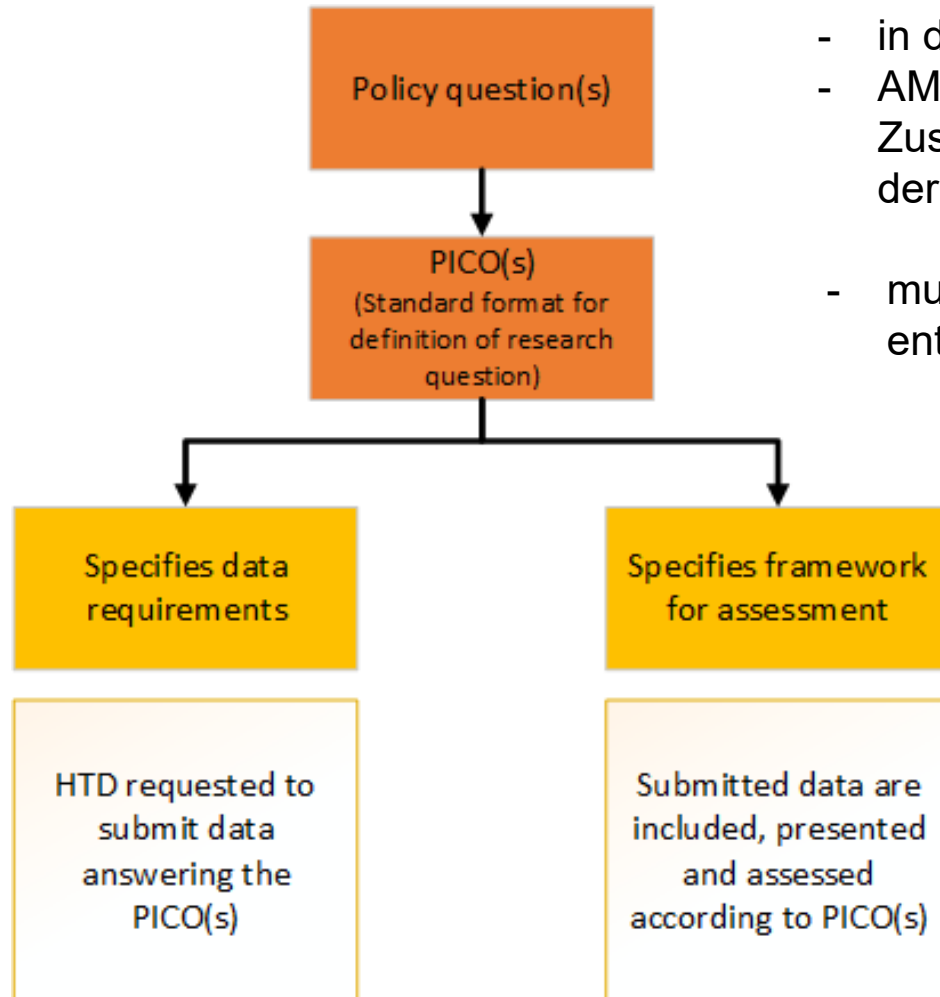 Policy question(s)
PICO(s)
(Standard format for
definition of research
question)
Specifies data
requirements
HTD requested to
submit data
answering the
PICO(s)
Specifies framework
for assessment
Submitted data are
included, presented
and assessed
according to PICO(s)
- in d
- AM
Zus
der
- mu
ent